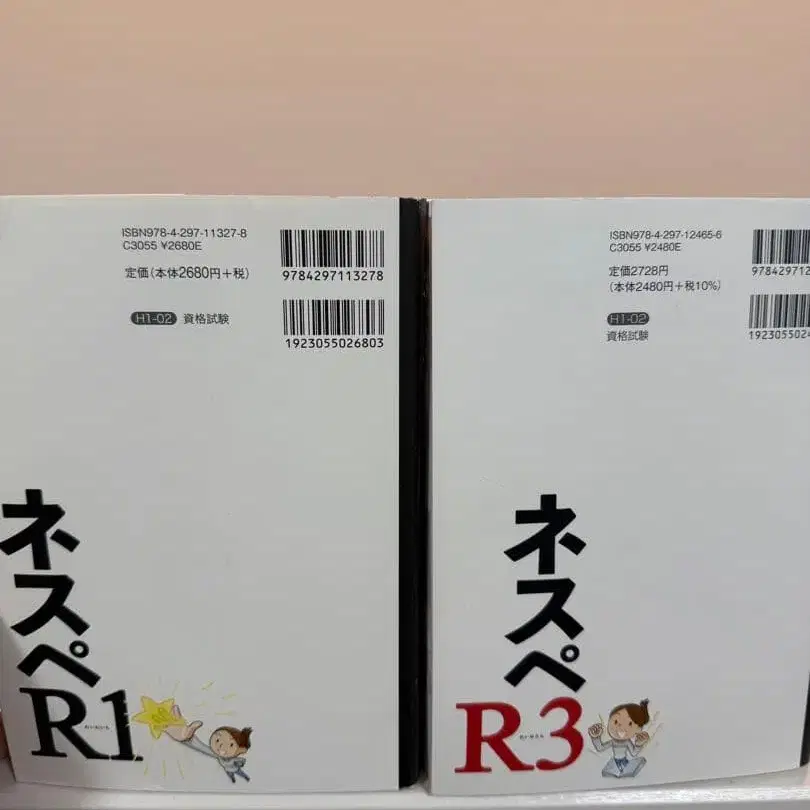 ISBN978-4-297-11327-8
C3055 ¥2680E
定価(本体2680円+税)
9784297113278
H1-02 資格試験
1923055026803
ネスペ
R1
ISBN978-4-297-12465-6
C3055 ¥2480E
定価2728円
(本体2480円+税10%)
978429712
H1-02
資格試験
192305502
ネスペ
R3